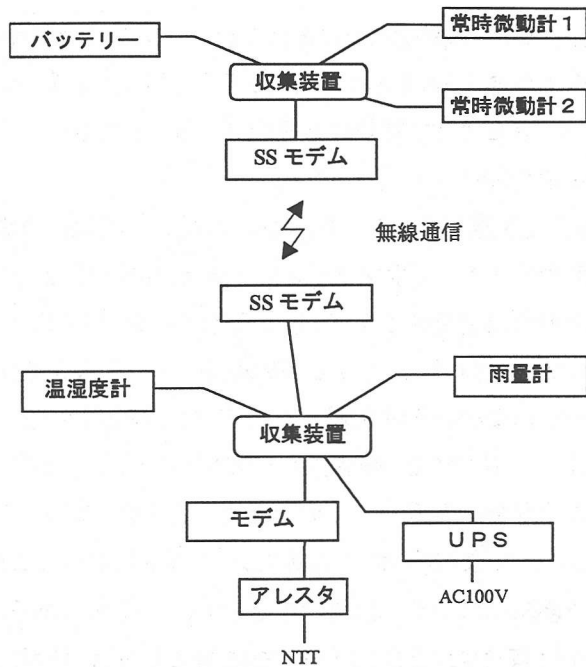 バッテリー
常時微動計1
収集装置
常時微動計2
SSモデム
無線通信
SSモデム
温湿度計
雨量計
収集装置
モデム
UPS
アレスタ
AC100V
NTT